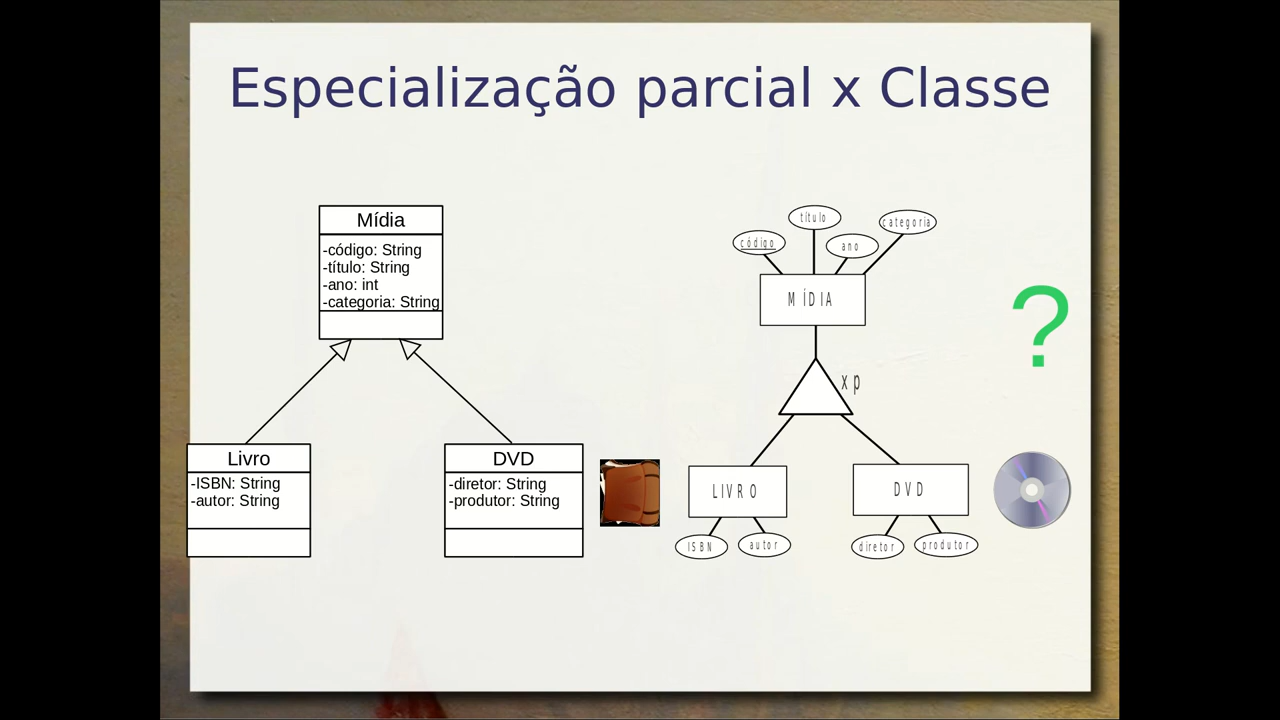 Especialização parcial x Classe
Mídia
-código: String
-título: String
-ano: int
-categoria: String
Livro
-ISBN: String
-autor: String
DVD
-diretor: String
-produtor: String
título
categoria
código
ano
MÍDIA
?
xp
LIVRO
DVD
ISBN
autor
diretor
produtor